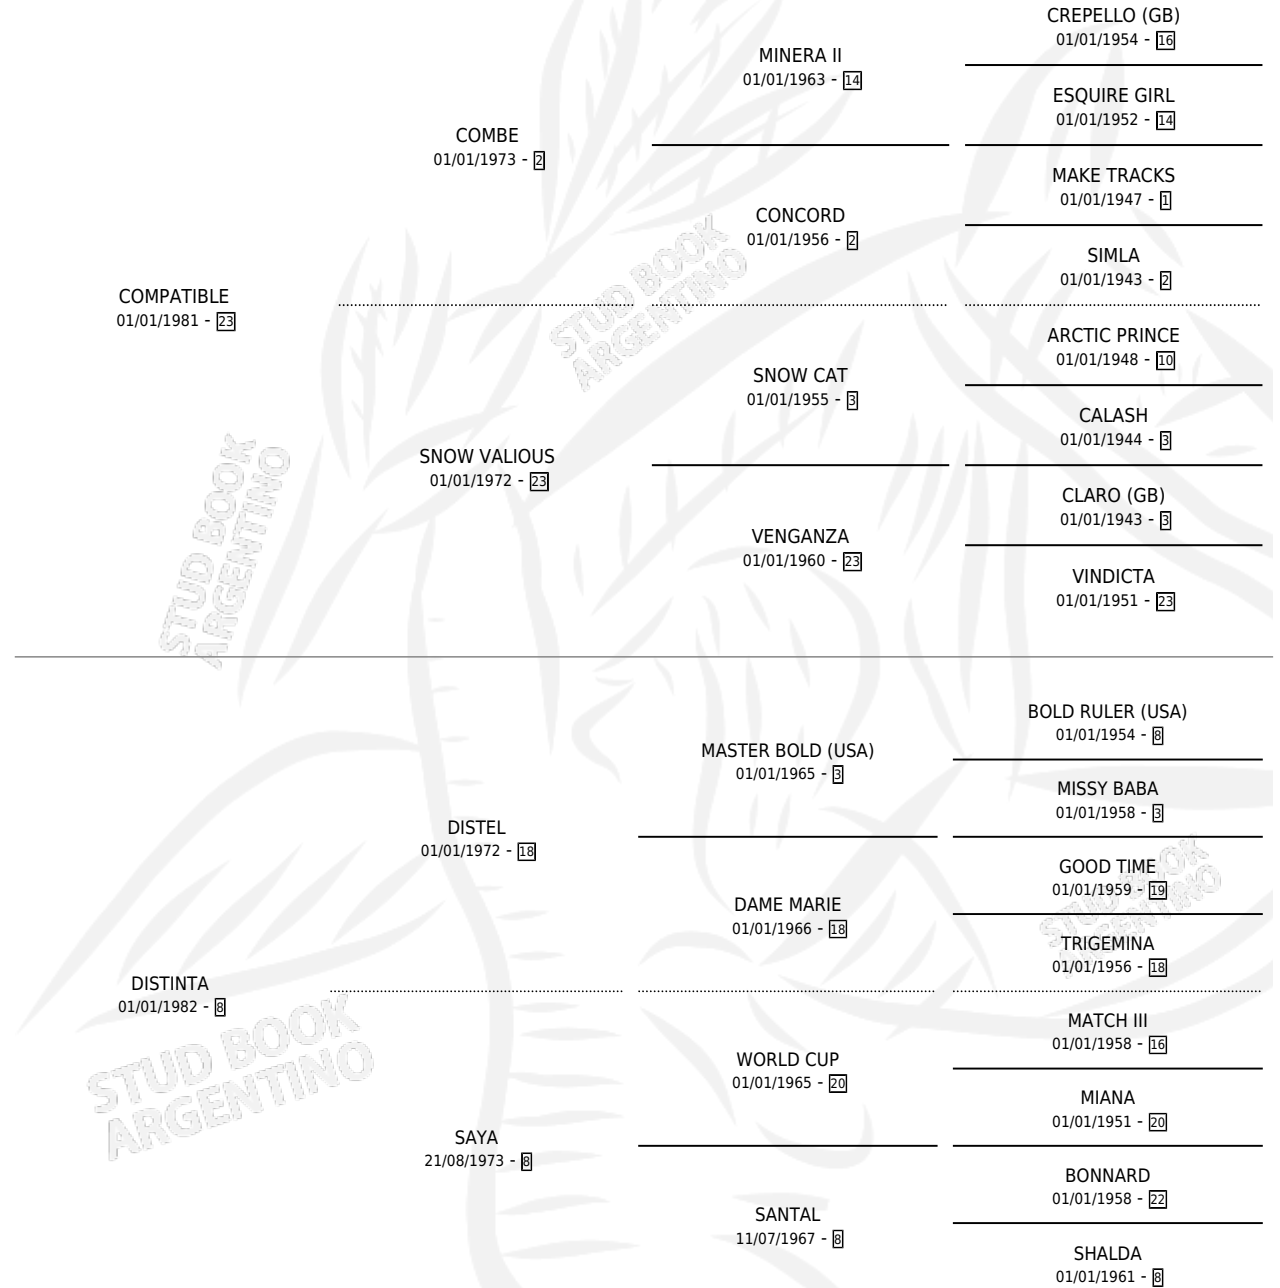 CREPELLO (GB)
01/01/1954 - 16
MINERA II
01/01/1963 - 14
ESQUIRE GIRL
01/01/1952 - 14
COMBE
01/01/1973 - 2
MAKE TRACKS
01/01/1947 - 1
CONCORD
01/01/1956 - 2
SIMLA
01/01/1943 - 2
COMPATIBLE
01/01/1981 - 23
STUD BOOK
ARGENTINO
ARCTIC PRINCE
01/01/1948 - 10
SNOW CAT
01/01/1955 - 3
CALASH
01/01/1944 - 3
SNOW VALIOUS
01/01/1972 - 23
CLARO (GB)
01/01/1943 - 3
VENGANZA
01/01/1960 - 23
VINDICTA
01/01/1951 - 23
STUD BOOK
ARGENTINO
BOLD RULER (USA)
01/01/1954 - 8
MASTER BOLD (USA)
01/01/1965 - 3
MISSY BABA
01/01/1958 - 3
DISTEL
01/01/1972 - 18
GOOD TIME
01/01/1959 - 19
DAME MARIE
01/01/1966 - 18
TRIGEMINA
01/01/1956 - 18
STUD BOOK
ARGENTINO
DISTINTA
01/01/1982 - 8
MATCH III
01/01/1958 - 16
WORLD CUP
01/01/1965 - 20
MIANA
01/01/1951 - 20
STUD BOOK
ARGENTINO
SAYA
21/08/1973 - 8
BONNARD
01/01/1958 - 22
SANTAL
11/07/1967 - 8
SHALDA
01/01/1961 - 8